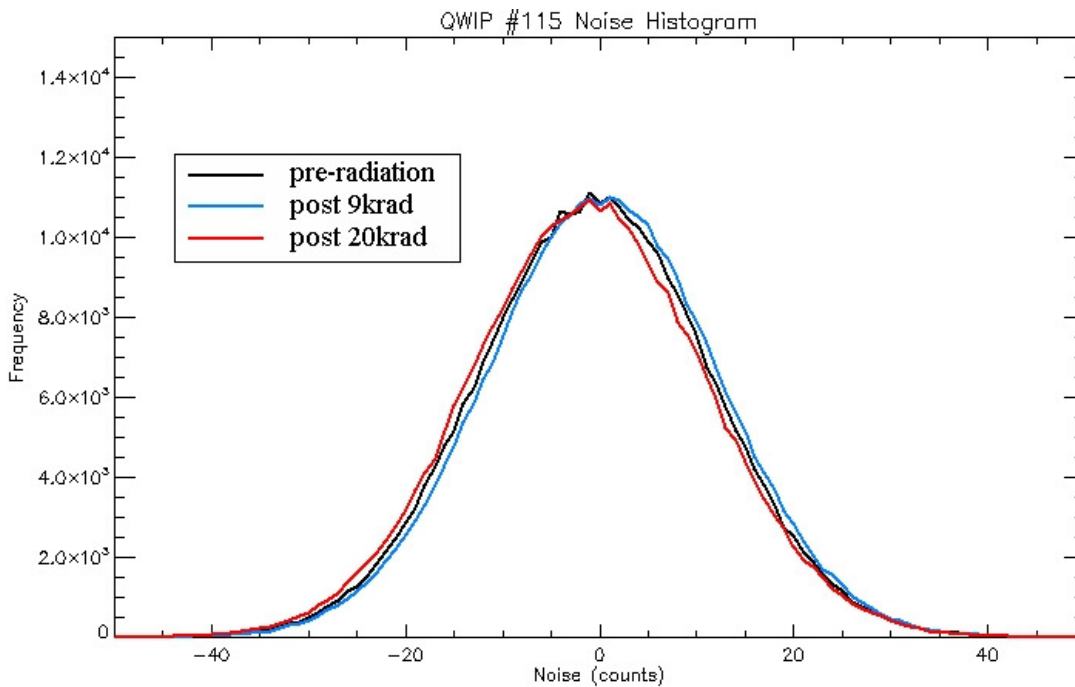 QWIP #115 Noise Histogram
1.4×10⁴
1.2×10⁴
1.0×10⁴
8.0×10³
6.0×10³
4.0×10³
2.0×10³
0
Frequency
pre-radiation
post 9krad
post 20krad
−40 −20 0 20 40
Noise (counts)